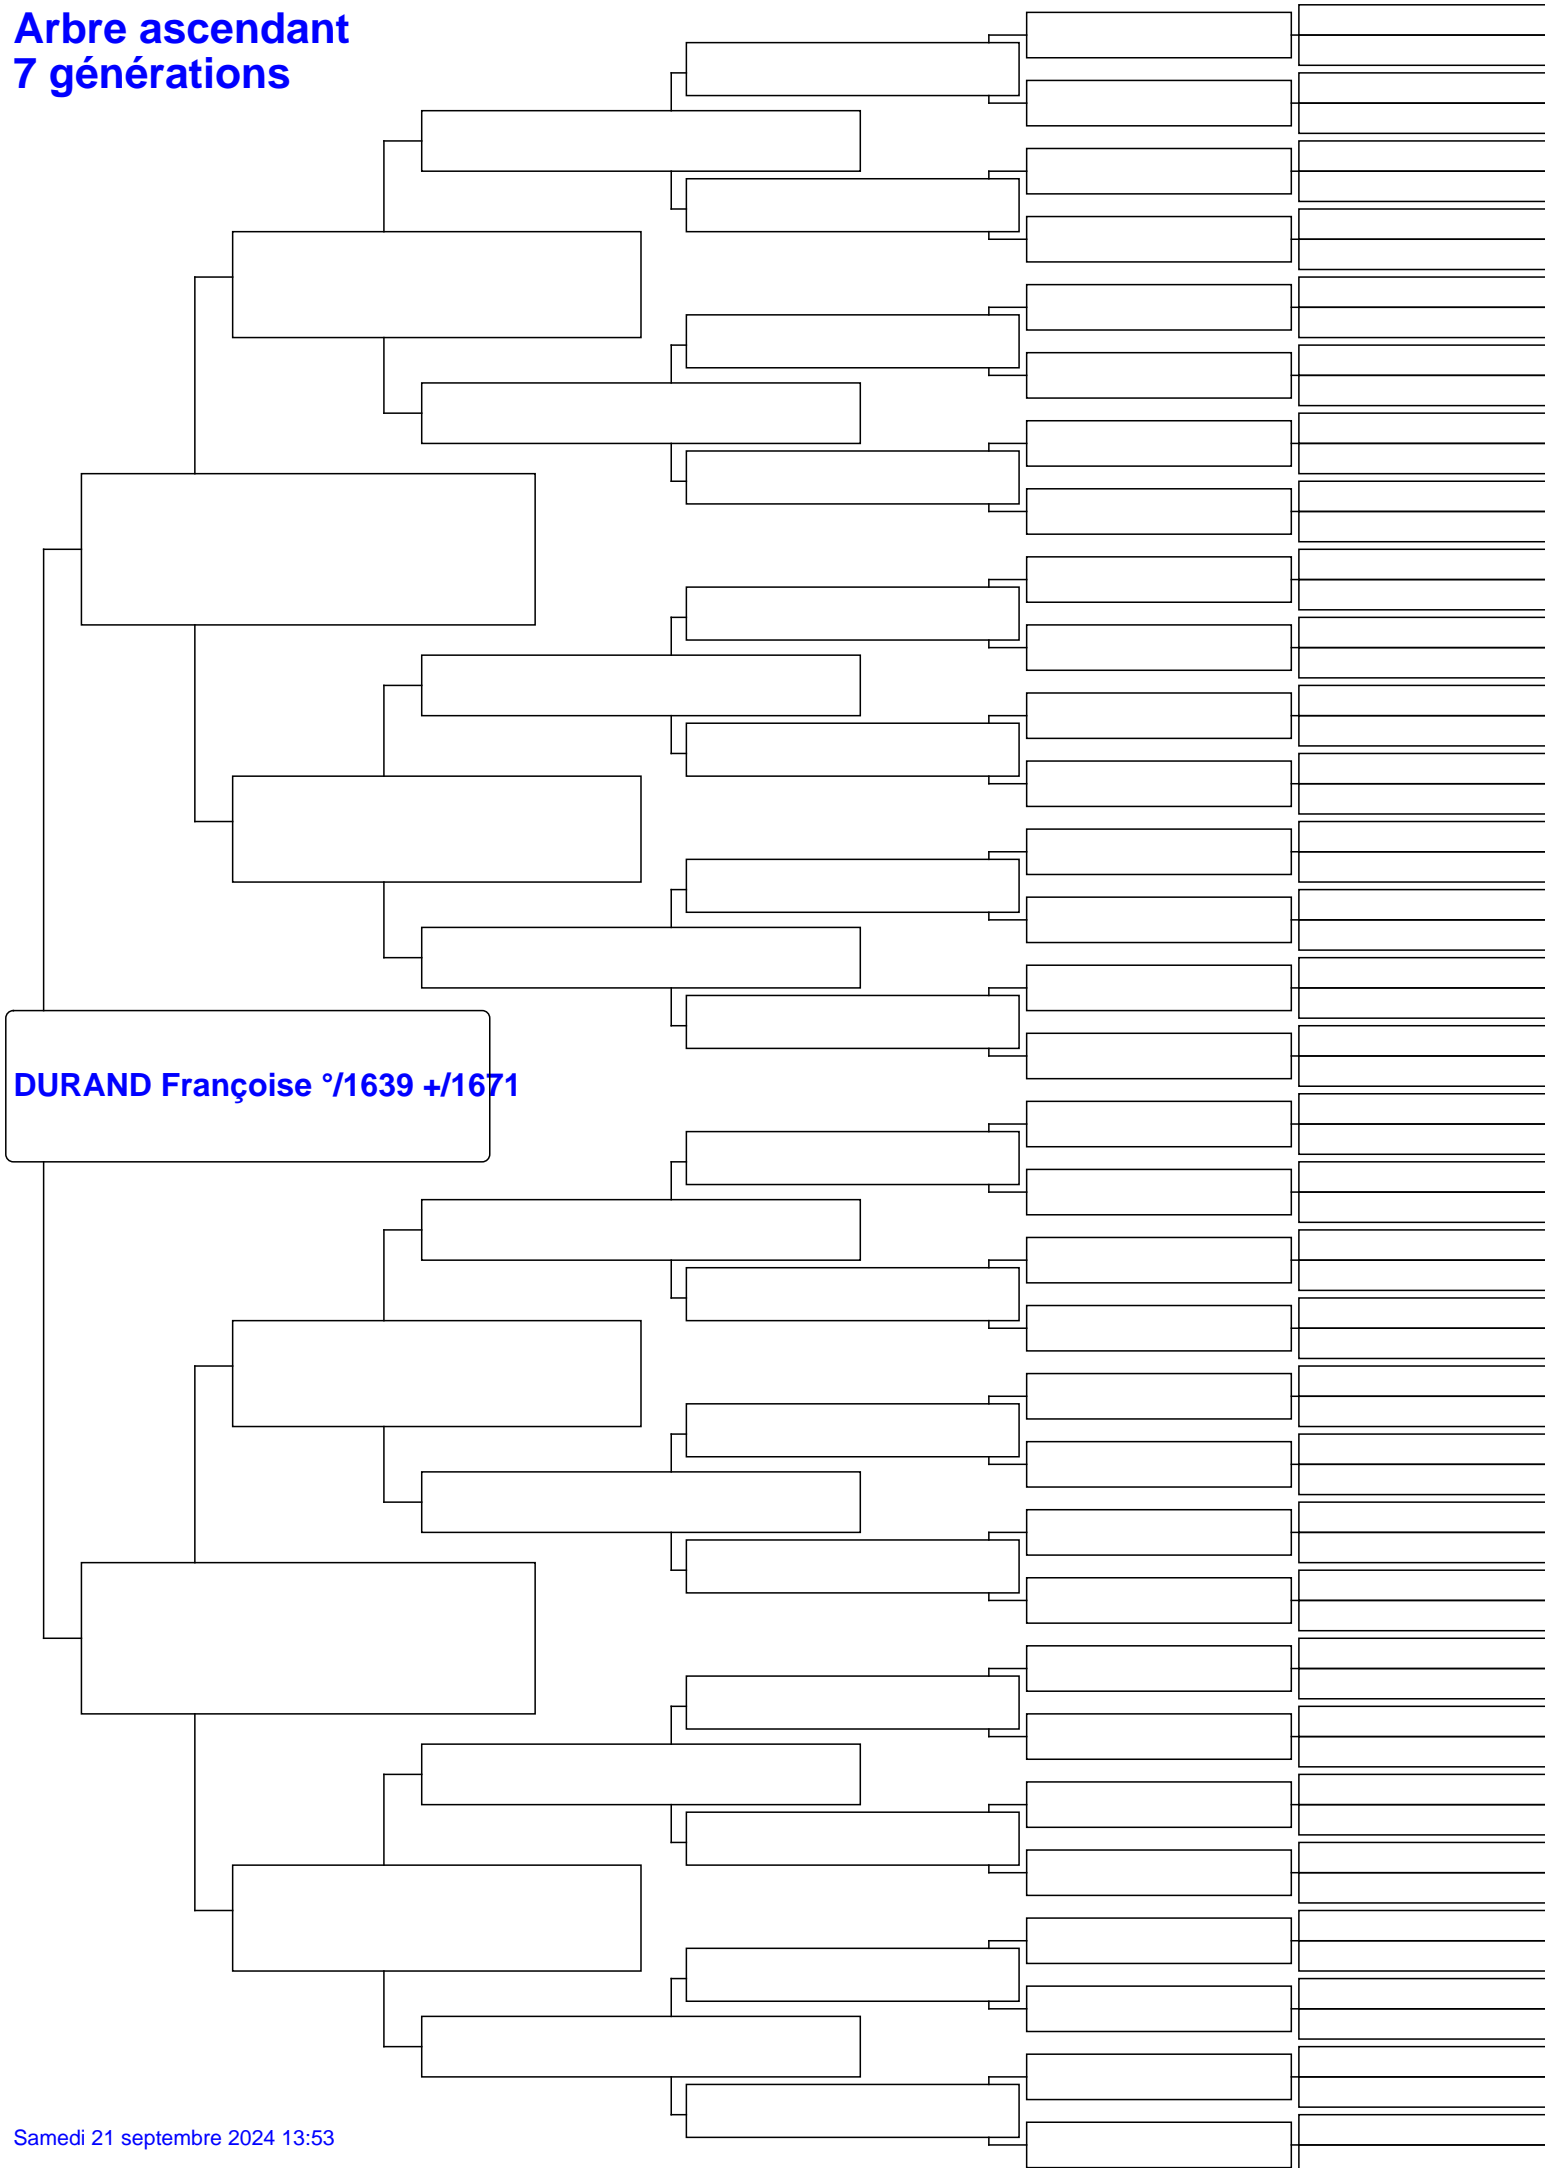 Arbre ascendant
7 générations
DURAND Françoise °/1639 +/1671
Samedi 21 septembre 2024 13:53